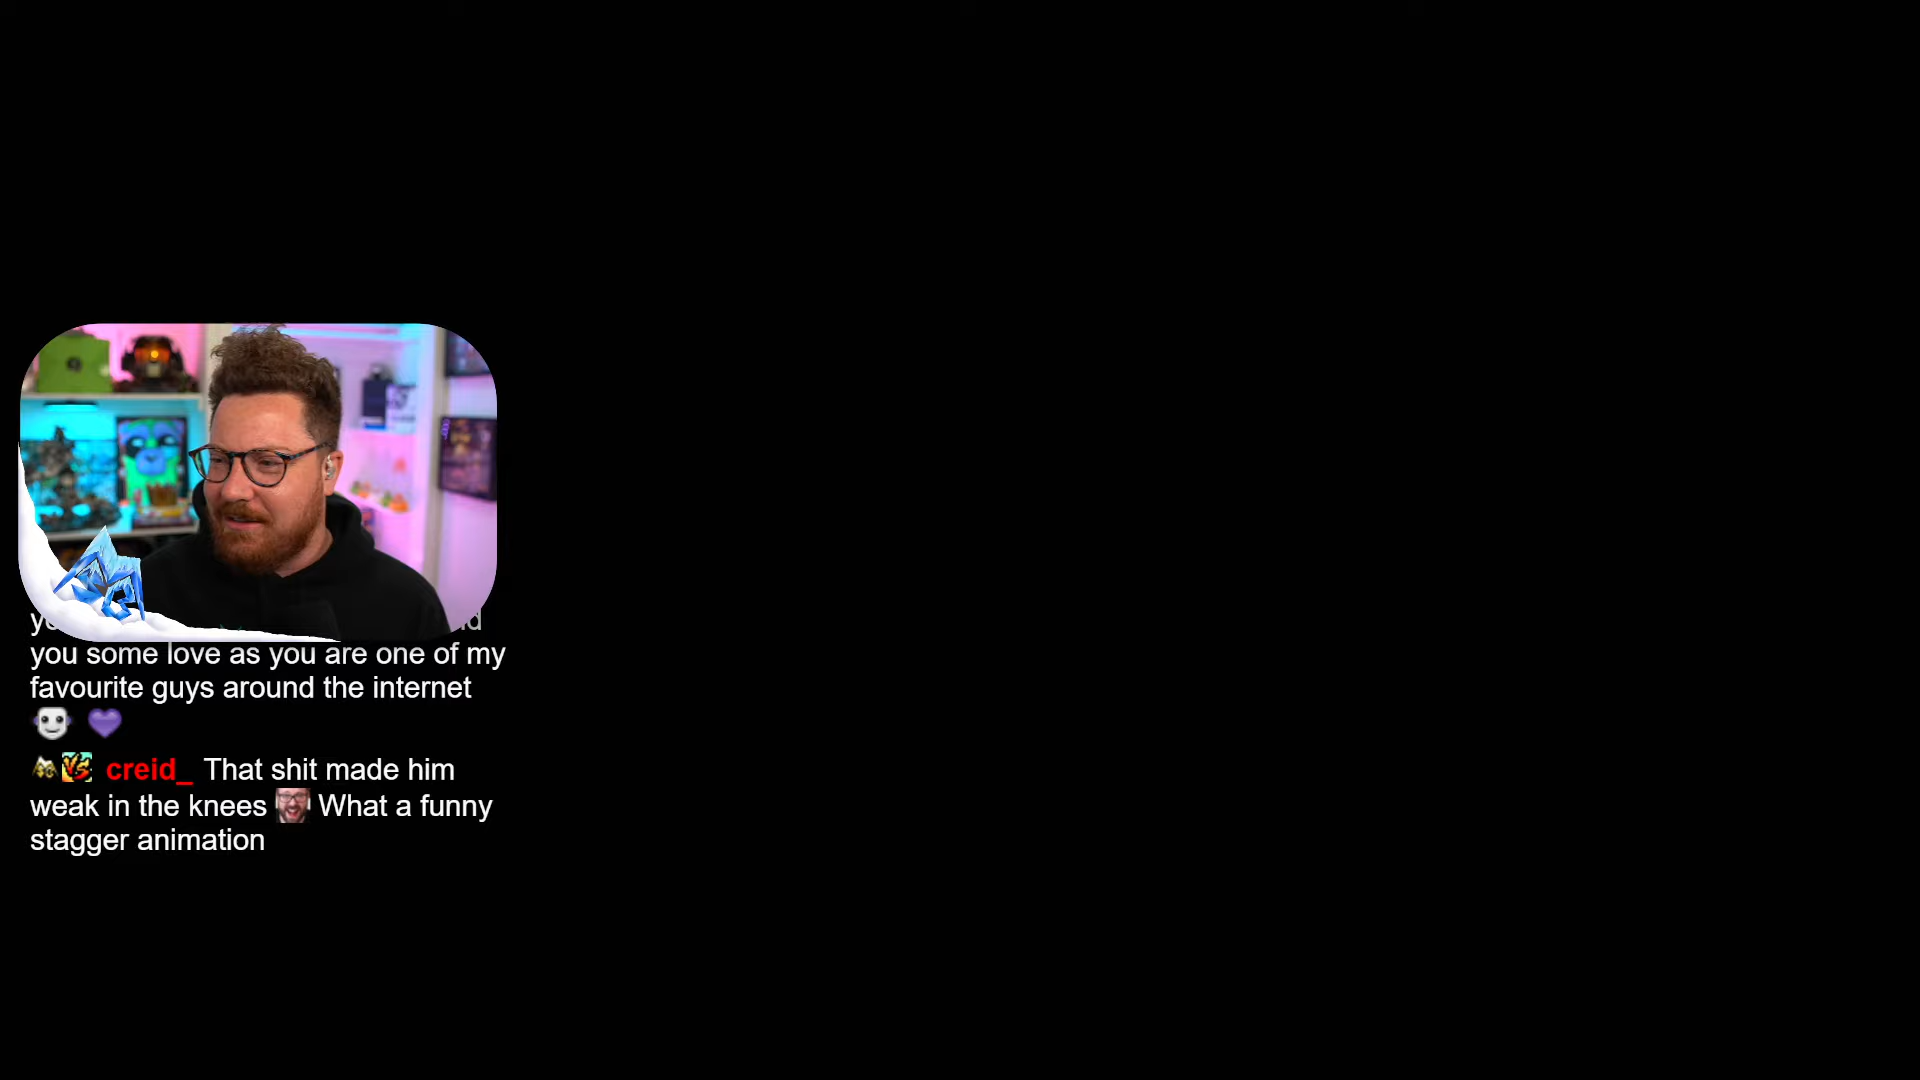 you some love as you are one of my
favourite guys around the internet
creid_ That shit made him
weak in the knees What a funny
stagger animation